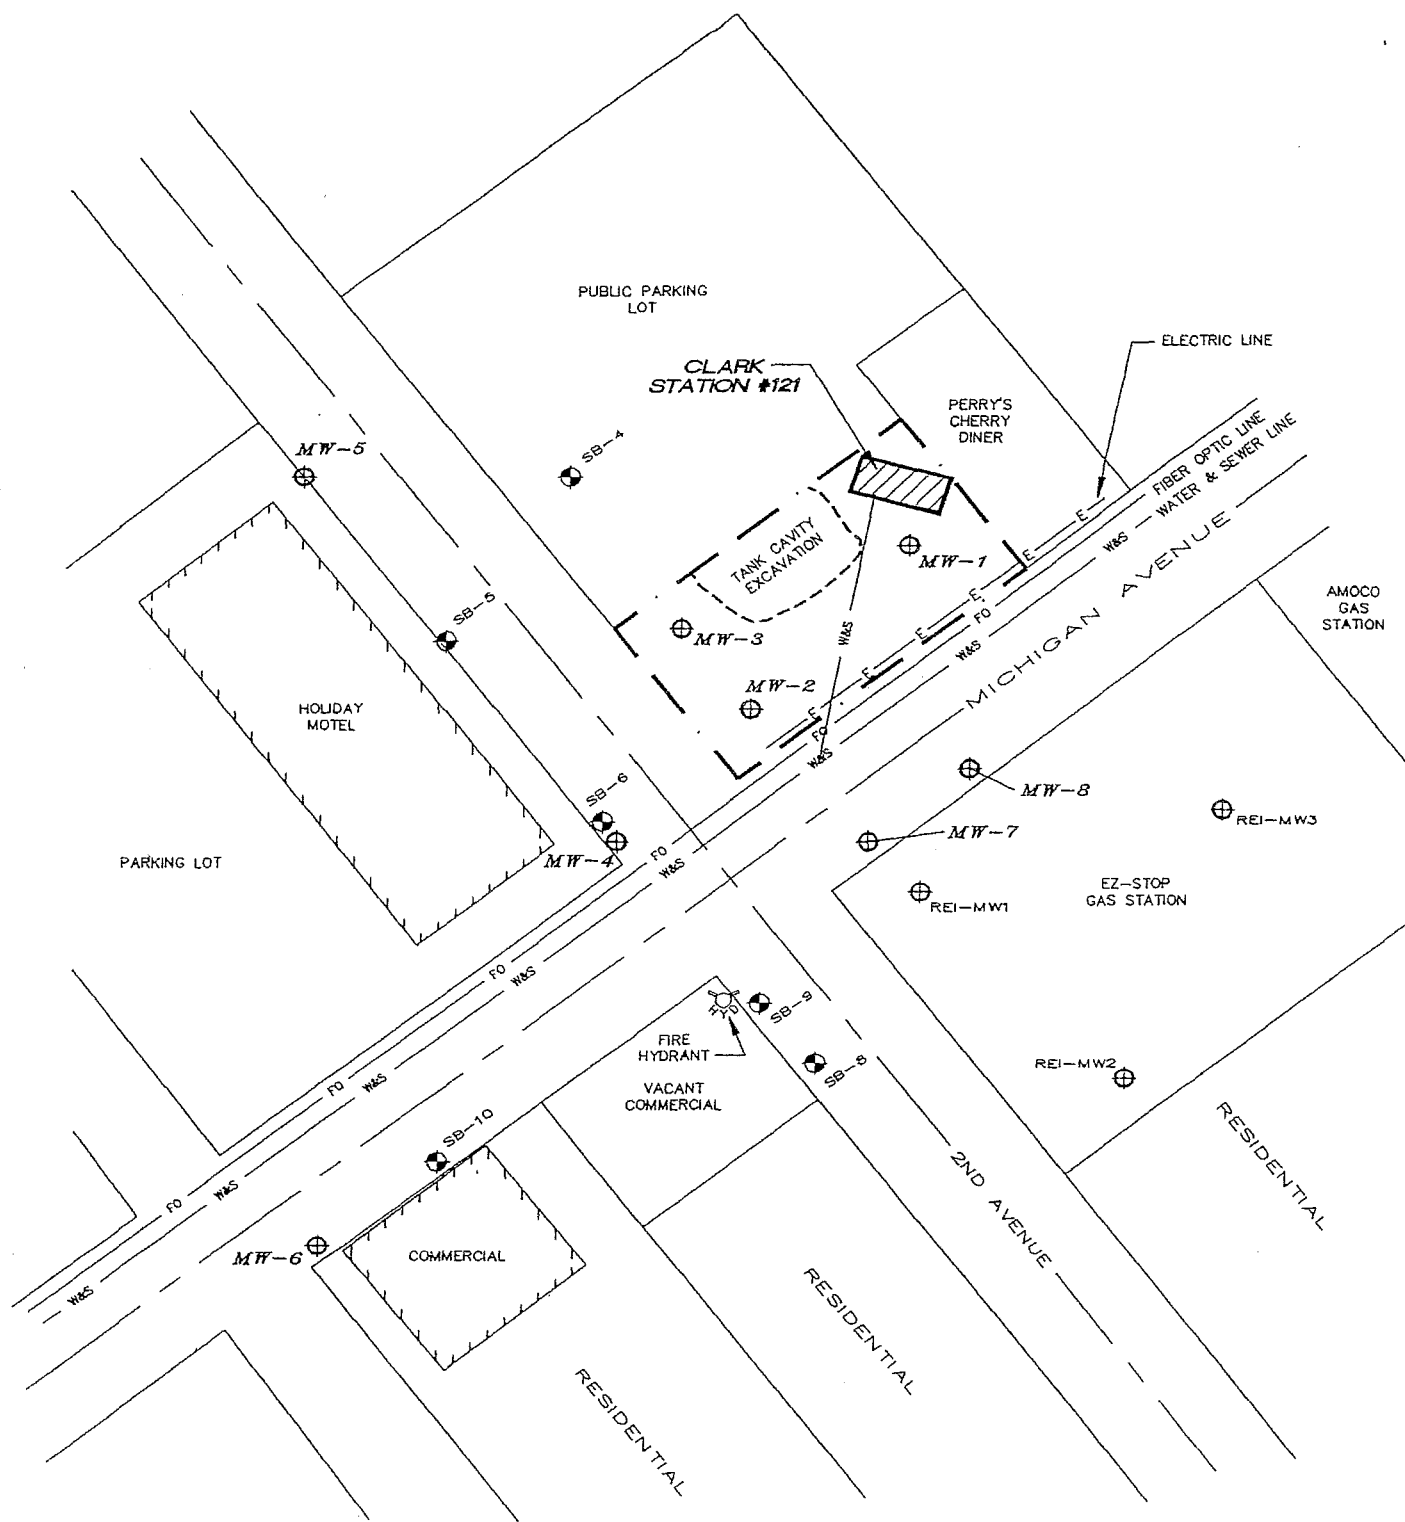 PUBLIC PARKING
LOT
ELECTRIC LINE
CLARK
STATION #121
PERRY'S
CHERRY
DINER
FIBER OPTIC LINE
WATER & SEWER LINE
MW-5
SB-4
E
W&S
TANK CAVITY
EXCAVATION
MW-1
E
MICHIGAN AVENUE
E
AMOCO
GAS
STATION
SB-5
FO
MW-3
W&S
E
W&S
E
MW-2
HOLIDAY
MOTEL
E
FO
W&S
SB-6
MW-8
REI-MW3
MW-7
MW-4
FO
W&S
PARKING LOT
EZ-STOP
GAS STATION
REI-MW1
FO
W&S
HYD
SB-9
FIRE
HYDRANT
SB-8
REI-MW2
FO
W&S
VACANT
COMMERCIAL
SB-10
RESIDENTIAL
2ND AVENUE
FO
W&S
MW-6
COMMERCIAL
W&S
RESIDENTIAL
RESIDENTIAL